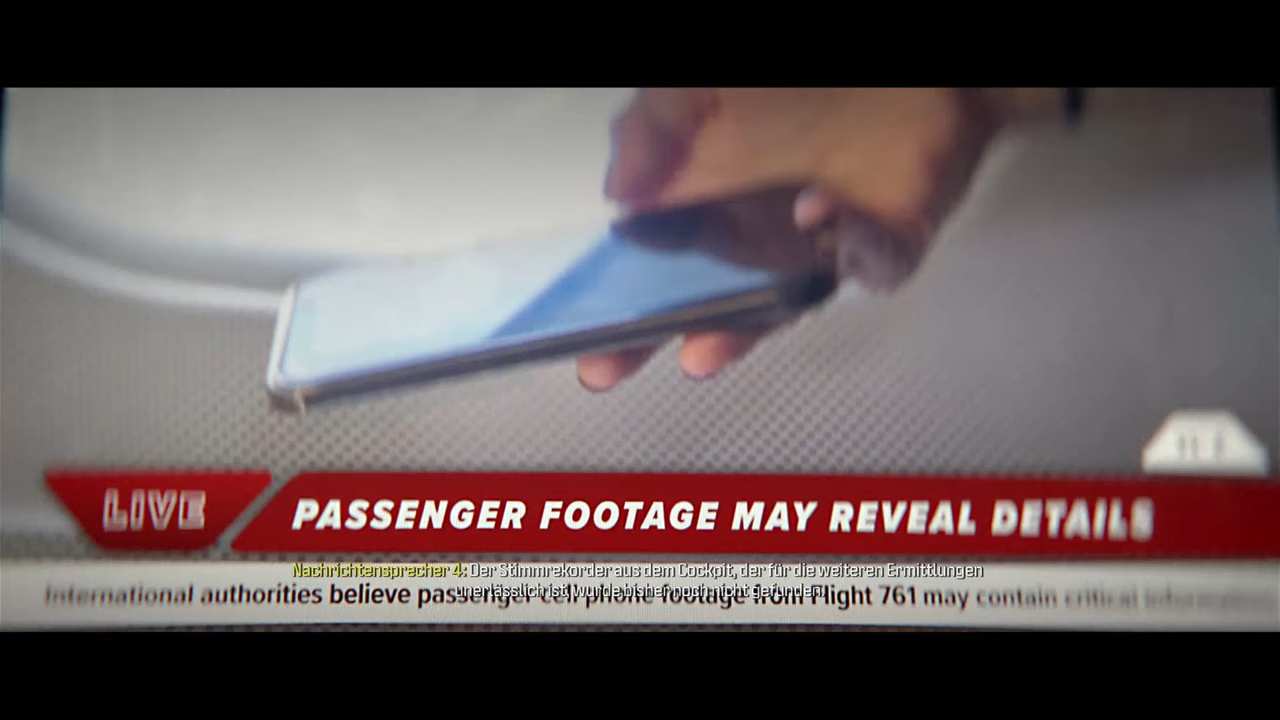 LIVE
PASSENGER FOOTAGE MAY REVEAL DETAILS
Nachrichtensprecher 4: Der Stimmrekorder aus dem Cockpit, der für die weiteren Ermittlungen
unerlässlich ist, wurde bisher noch nicht gefunden.
International authorities believe passenger cell phone footage from Flight 761 may contain critical